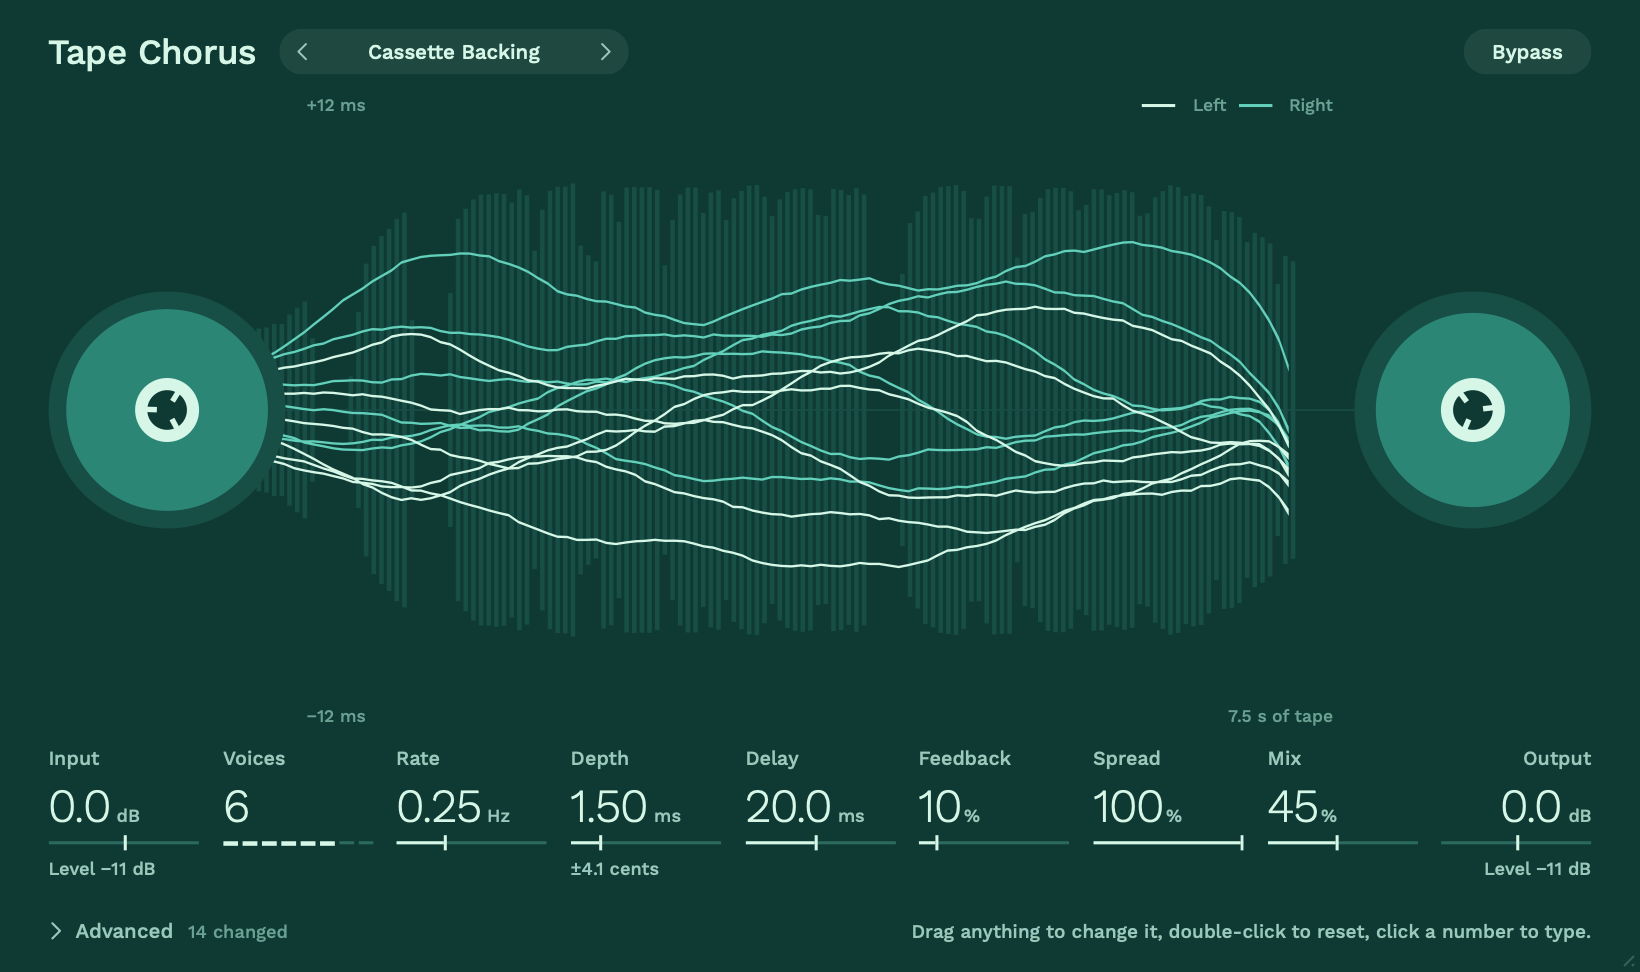 Tape Chorus
Cassette Backing
Bypass
+12 ms
Left
Right
−12 ms
7.5 s of tape
Input
Voices
Rate
Depth
Delay
Feedback
Spread
Mix
Output
0.0 dB
6
0.25 Hz
1.50 ms
20.0 ms
10 %
100 %
45 %
0.0 dB
Level −11 dB
±4.1 cents
Level −11 dB
Advanced
14 changed
Drag anything to change it, double-click to reset, click a number to type.